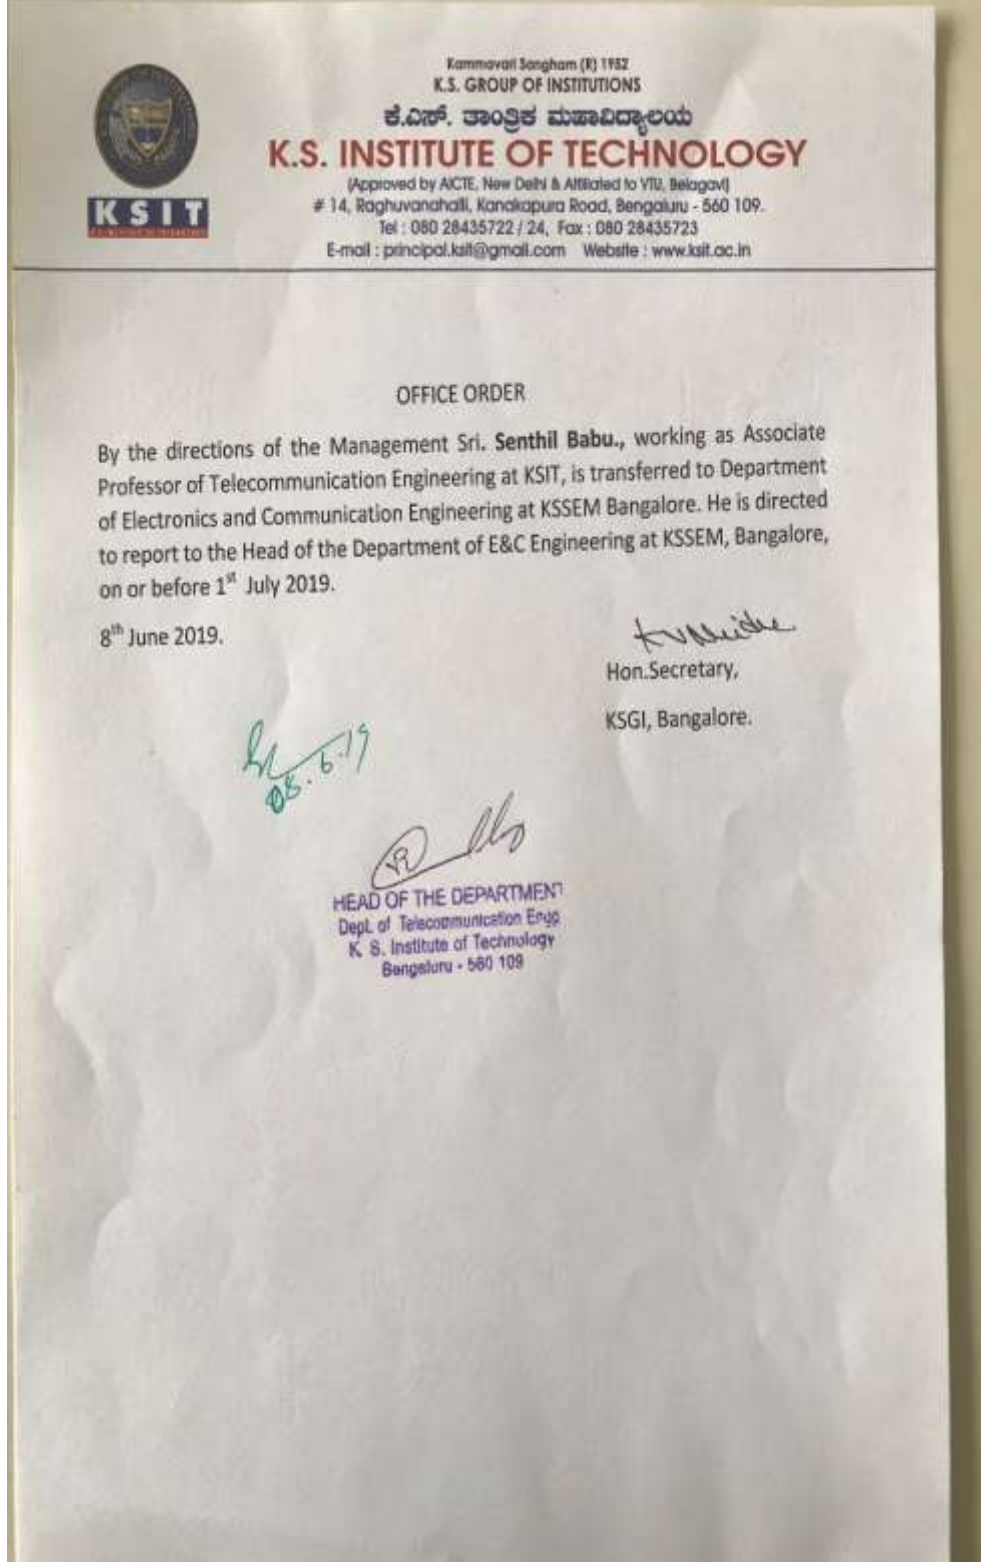 Kammavari Sangham (R) 1952
K.S. GROUP OF INSTITUTIONS
ಕೆ.ಎಸ್. ತಾಂತ್ರಿಕ ಮಹಾವಿದ್ಯಾಲಯ
K.S. INSTITUTE OF TECHNOLOGY
(Approved by AICTE, New Delhi & Affiliated to VTU, Belagavi)
# 14, Raghuvanahalli, Kanakapura Road, Bengaluru - 560 109.
Tel : 080 28435722 / 24, Fax : 080 28435723
E-mail : principal.ksit@gmail.com Website : www.ksit.ac.in
KSIT
OFFICE ORDER
By the directions of the Management Sri. Senthil Babu., working as Associate
Professor of Telecommunication Engineering at KSIT, is transferred to Department
of Electronics and Communication Engineering at KSSEM Bangalore. He is directed
to report to the Head of the Department of E&C Engineering at KSSEM, Bangalore,
on or before 1st July 2019.
8th June 2019.
Hon.Secretary,
KSGI, Bangalore.
08.6.19
HEAD OF THE DEPARTMENT
Dept. of Telecommunication Engg
K. S. Institute of Technology
Bengaluru - 560 109